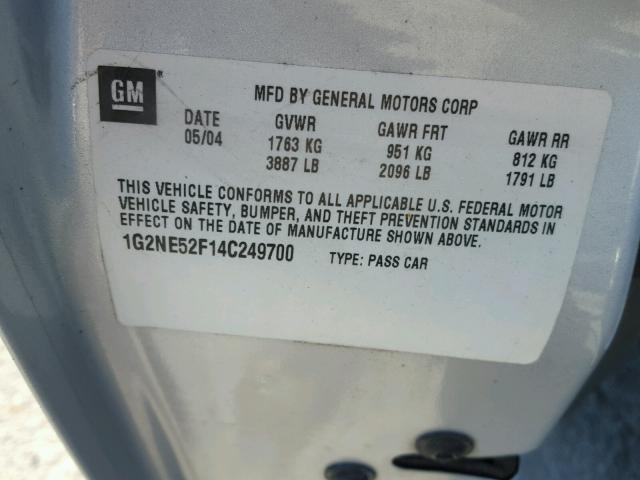 GM
MFD BY GENERAL MOTORS CORP
DATE GVWR GAWR FRT GAWR RR
05/04 1763 KG 951 KG 812 KG
3887 LB 2096 LB 1791 LB
THIS VEHICLE CONFORMS TO ALL APPLICABLE U.S. FEDERAL MOTOR
VEHICLE SAFETY, BUMPER, AND THEFT PREVENTION STANDARDS IN
EFFECT ON THE DATE OF MANUFACTURE SHOWN ABOVE.
1G2NE52F14C249700 TYPE: PASS CAR